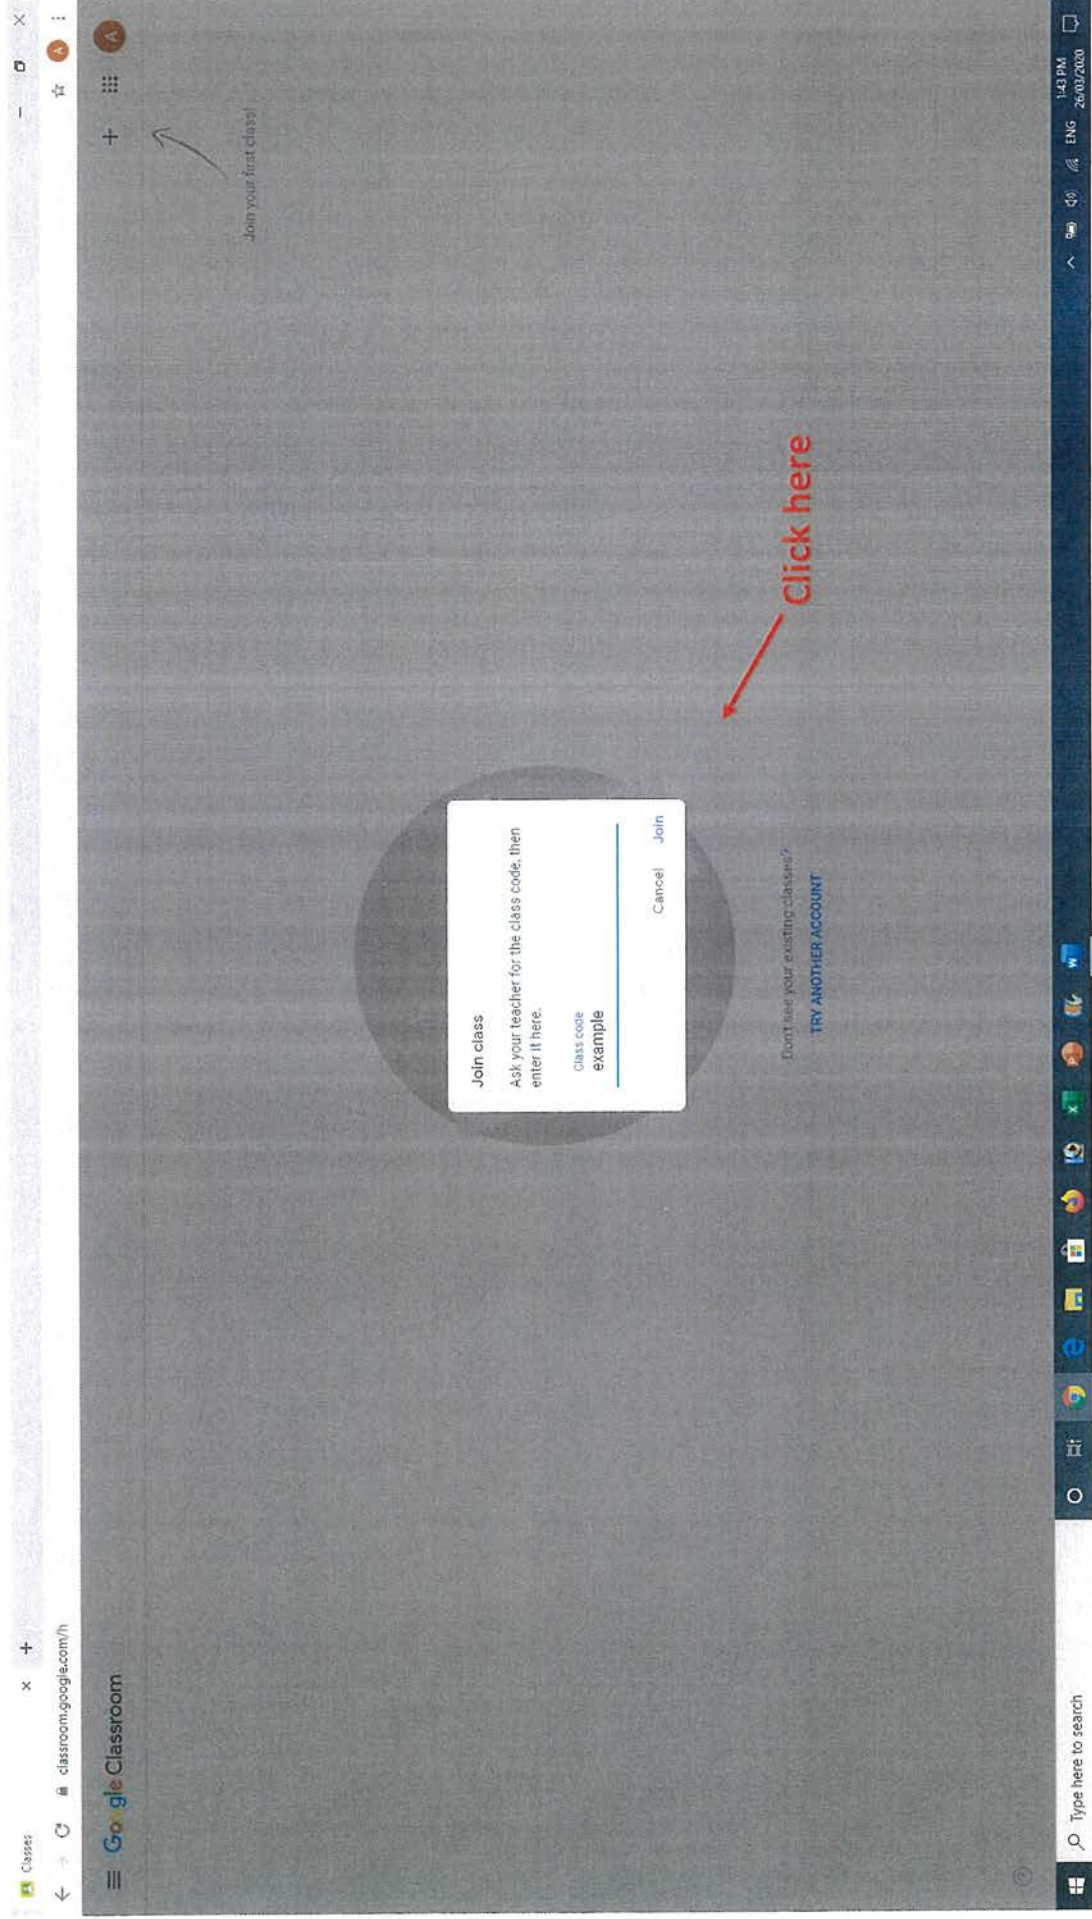 Classes
classroom.google.com/h
Google Classroom
A
A
Join your first class!
Join class
Ask your teacher for the class code, then
enter it here.
Class code
example
Cancel Join
Click here
Don't see your existing classes?
TRY ANOTHER ACCOUNT
Type here to search
ENG
1:43 PM
26/03/2020